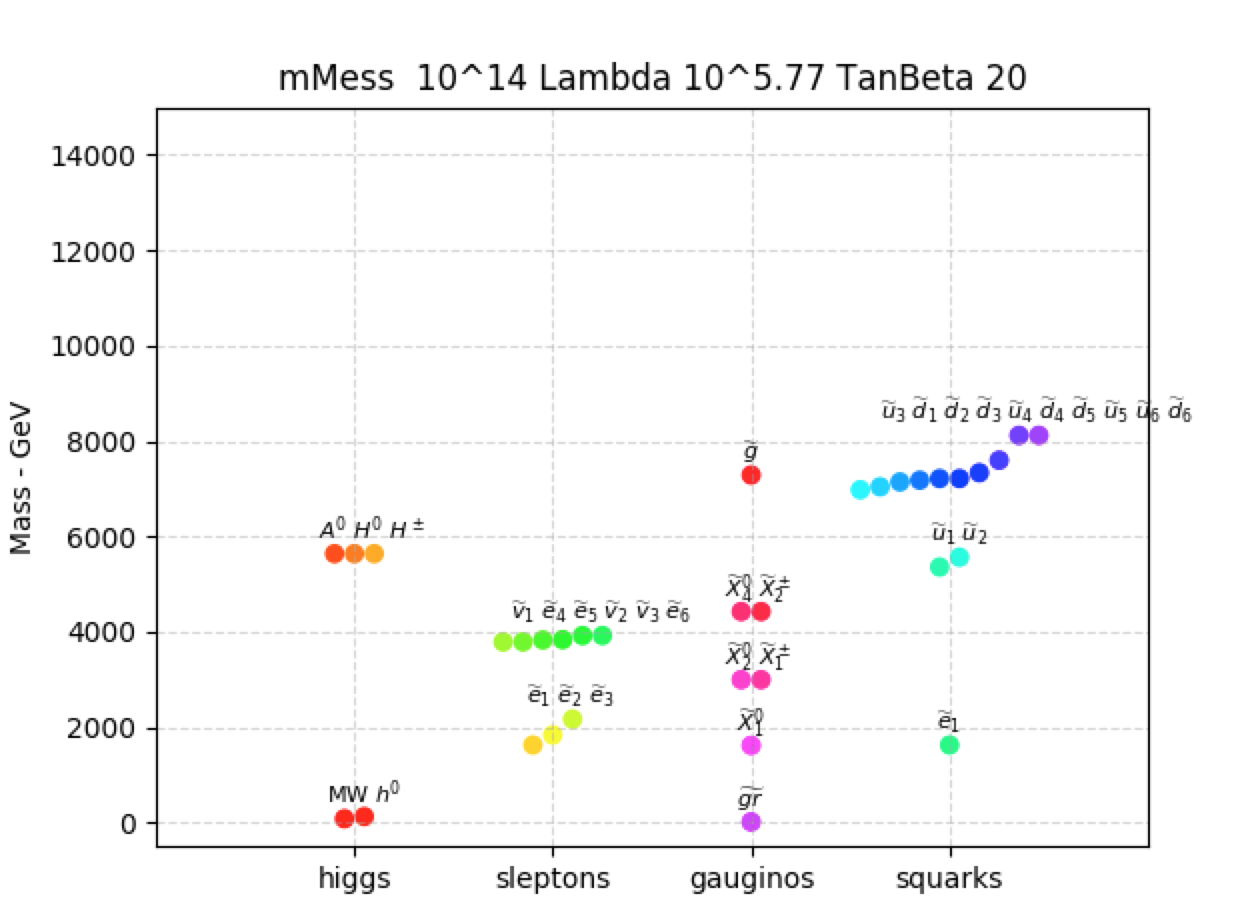 mMess  10^14 Lambda 10^5.77 TanBeta 20
14000
12000
10000
8000
6000
4000
2000
0
Mass - GeV
ũ₃ d̃₁ d̃₂ d̃₃ ũ₄ d̃₄ d̃₅ ũ₅ ũ₆ d̃₆
g̃
A⁰ H⁰ H±
ũ₁ ũ₂
X̃⁰₄ X̃±₂
ṽ₁ ẽ₄ ẽ₅ ṽ₂ ṽ₃ ẽ₆
X̃⁰₂ X̃±₁
ẽ₁ ẽ₂ ẽ₃
X̃⁰₁
ẽ₁
MW h⁰
g̃r̃
higgs
sleptons
gauginos
squarks